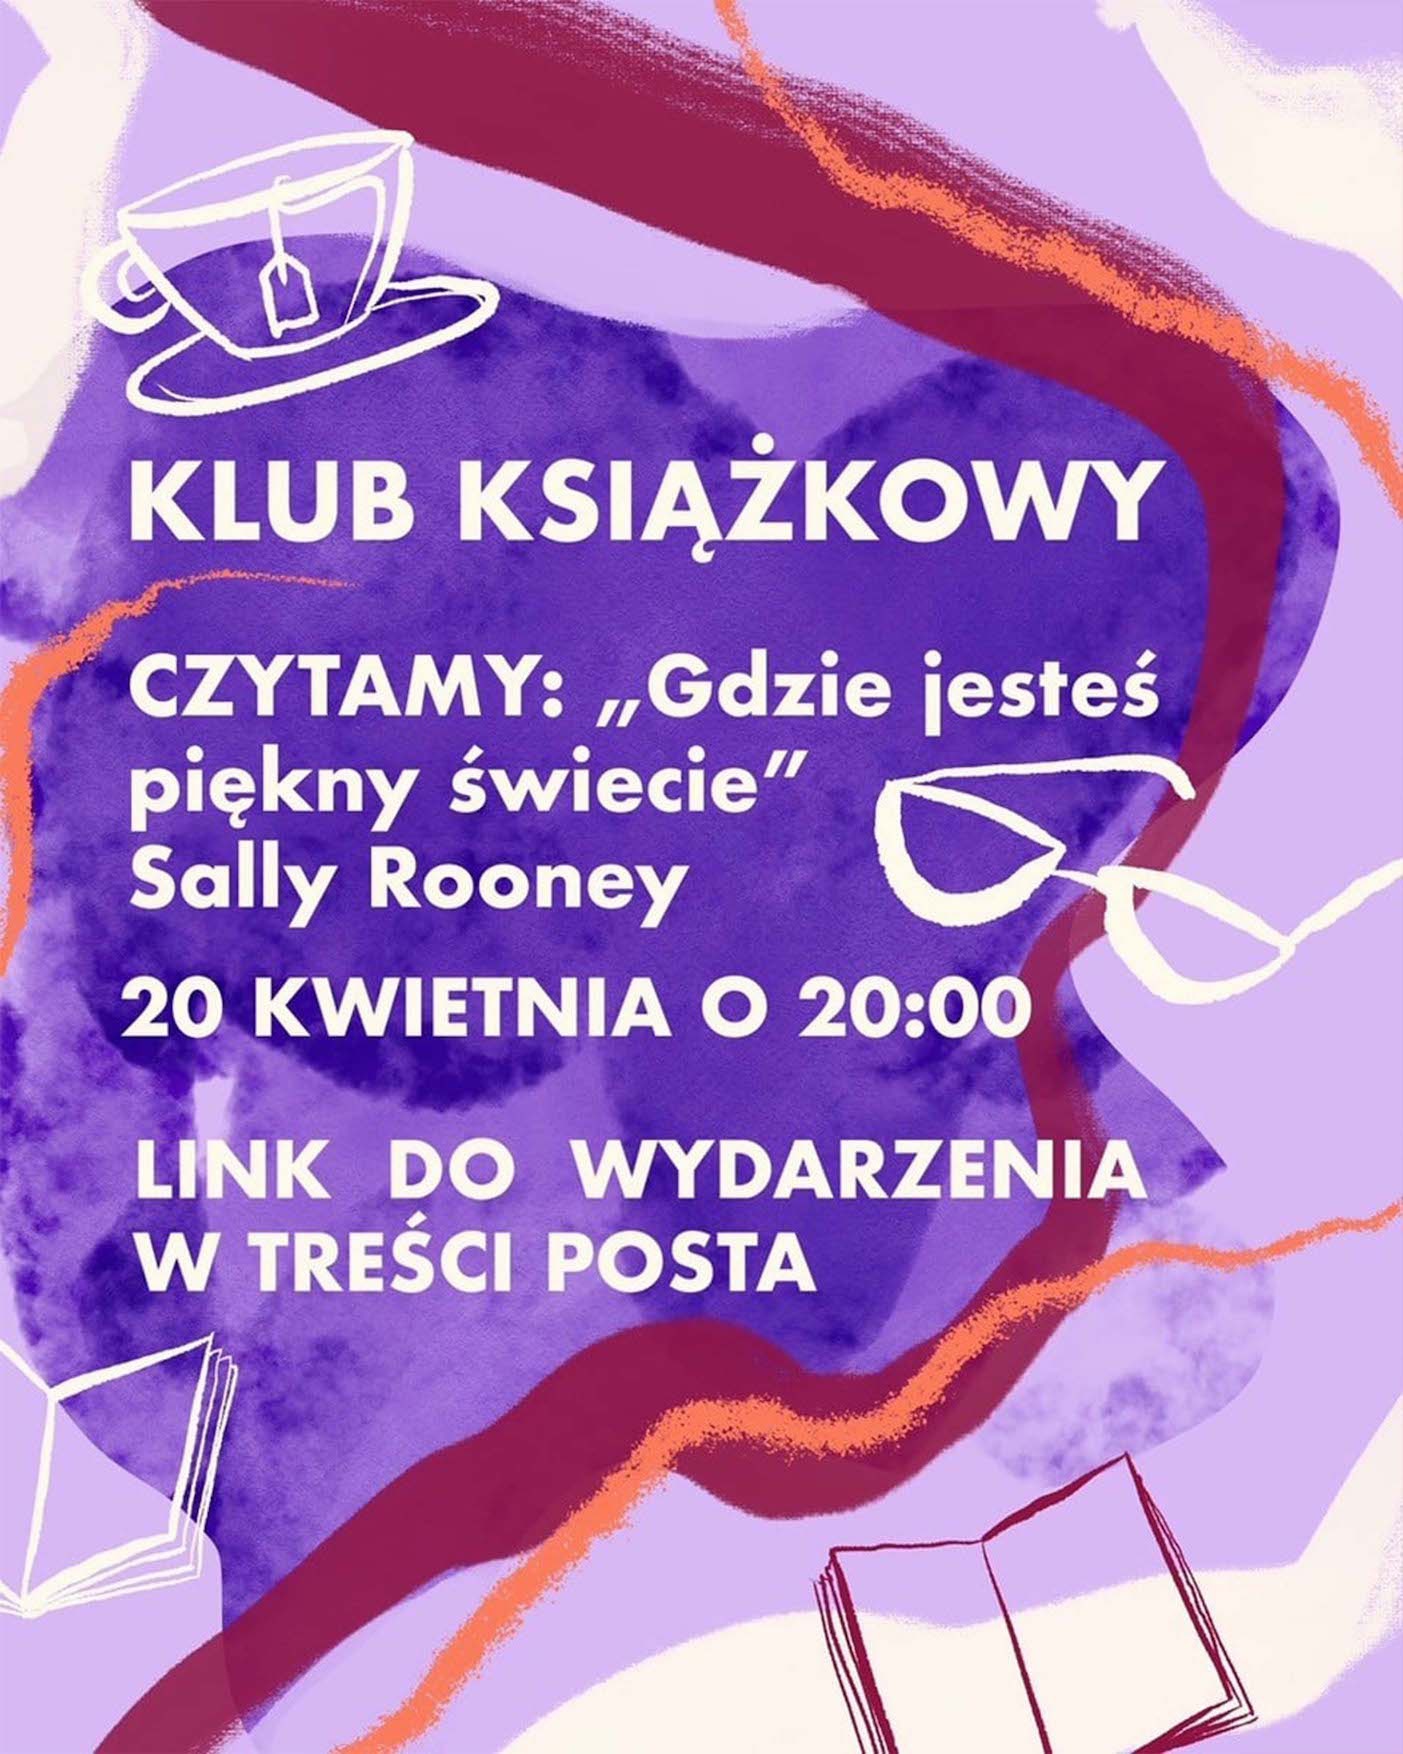 KLUB KSIĄŻKOWY
CZYTAMY: „Gdzie jesteś
piękny świecie”
Sally Rooney
20 KWIETNIA O 20:00
LINK DO WYDARZENIA
W TREŚCI POSTA